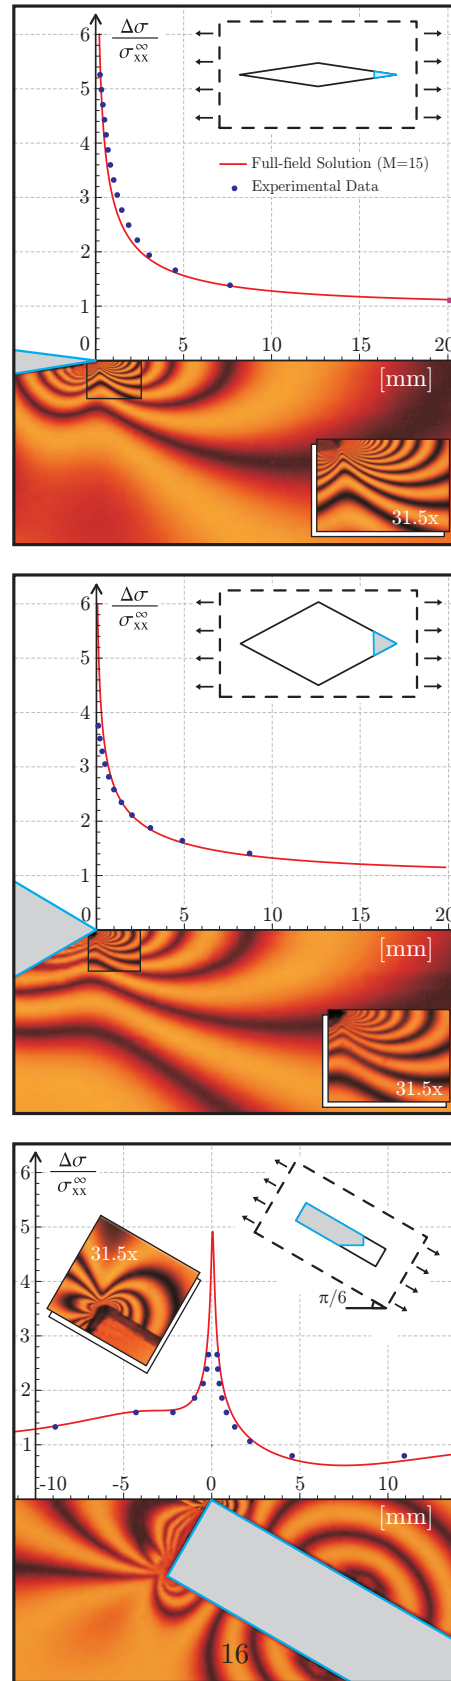 Δσ
σ∞xx
6
5
Full-field Solution (M=15)
4
Experimental Data
3
2
1
0 5 10 15 20
[mm]
31.5x
6
Δσ
σ∞xx
5
4
3
2
1
0 5 10 15 20
[mm]
31.5x
Δσ
σ∞xx
6
31.5x
5
π/6
4
3
2
1
-10 -5 0 5 10
[mm]
16